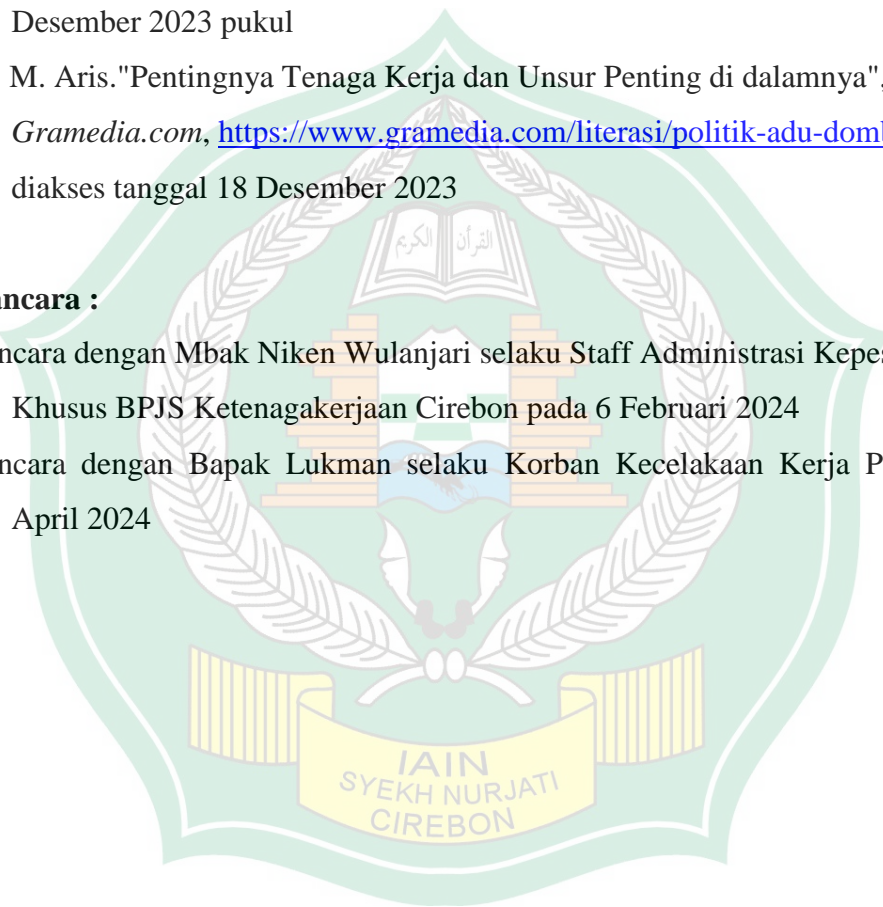 Desember 2023 pukul
M. Aris."Pentingnya Tenaga Kerja dan Unsur Penting di dalamnya",
Gramedia.com, https://www.gramedia.com/literasi/politik-adu-domb
diakses tanggal 18 Desember 2023
القرآن الكريم
ancara :
ncara dengan Mbak Niken Wulanjari selaku Staff Administrasi Kepes
Khusus BPJS Ketenagakerjaan Cirebon pada 6 Februari 2024
ncara dengan Bapak Lukman selaku Korban Kecelakaan Kerja P
April 2024
IAIN
SYEKH NURJATI
CIREBON